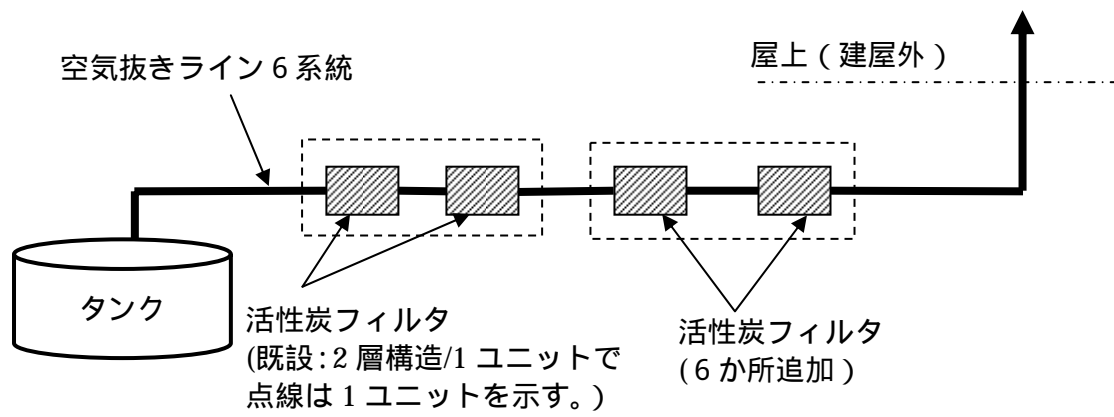 空気抜きライン 6 系統
屋上 ( 建屋外 )
タンク
活性炭フィルタ
(既設:2 層構造/1 ユニットで
点線は 1 ユニットを示す。)
活性炭フィルタ
(6 か所追加 )